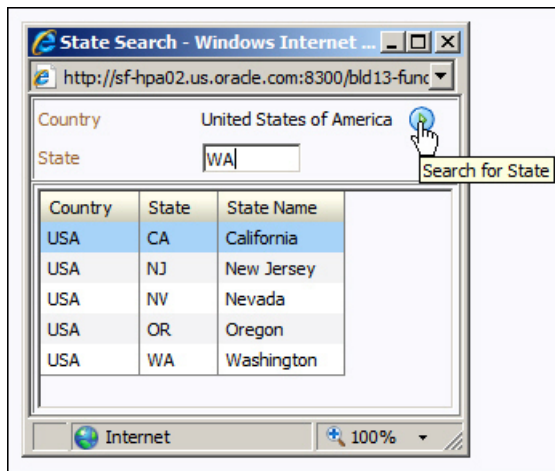 State Search - Windows Internet ...
http://sf-hpa02.us.oracle.com:8300/bld13-func
Country United States of America
State WA
Search for State
Country State State Name
USA CA California
USA NJ New Jersey
USA NV Nevada
USA OR Oregon
USA WA Washington
Internet 100%